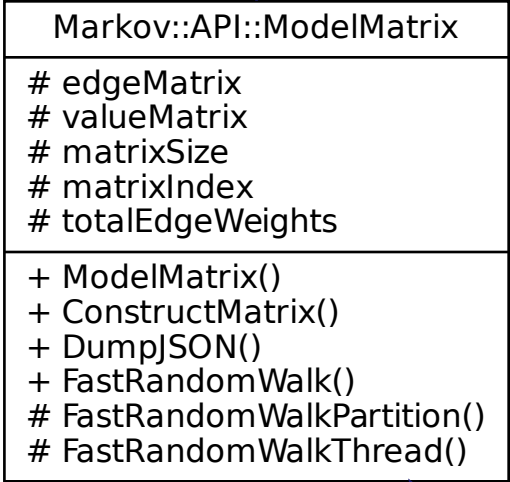 Markov::API::ModelMatrix
# edgeMatrix
# valueMatrix
# matrixSize
# matrixIndex
# totalEdgeWeights
+ ModelMatrix()
+ ConstructMatrix()
+ DumpJSON()
+ FastRandomWalk()
# FastRandomWalkPartition()
# FastRandomWalkThread()